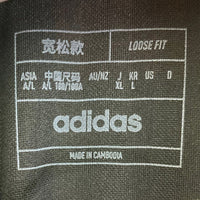 宽松款 LOOSE FIT
ASIA 中国尺码 AU/NZ J KR US D
A/L A/L 180/100A XL L
adidas
MADE IN CAMBODIA